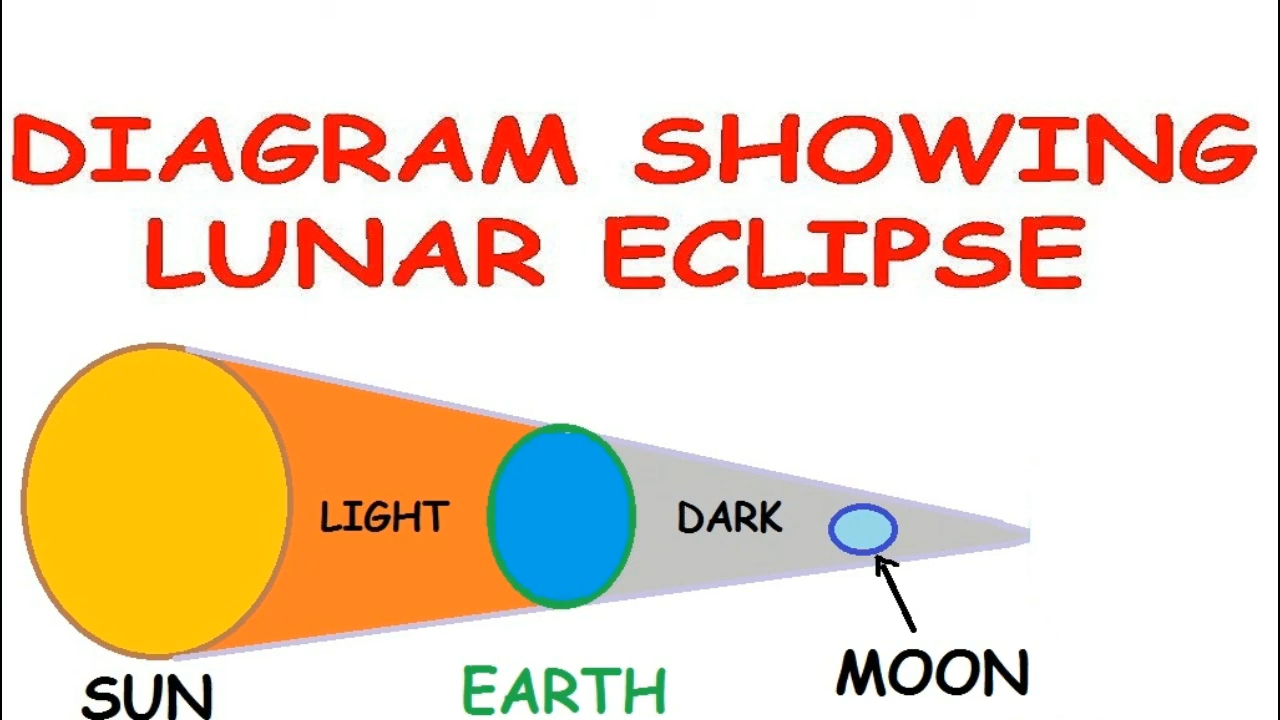 DIAGRAM SHOWING
LUNAR ECLIPSE
LIGHT
DARK
SUN
EARTH
MOON